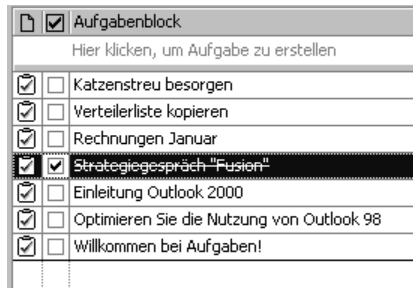 Aufgabenblock
Hier klicken, um Aufgabe zu erstellen
Katzenstreu besorgen
Verteilerliste kopieren
Rechnungen Januar
Strategiegespräch "Fusion"
Einleitung Outlook 2000
Optimieren Sie die Nutzung von Outlook 98
Willkommen bei Aufgaben!